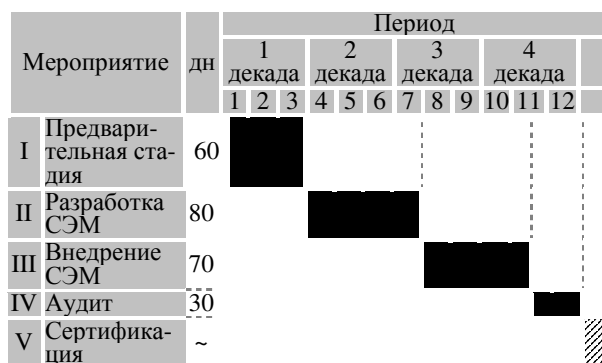 Период
Мероприятие дн
1 декада 2 декада 3 декада 4 декада
1 2 3 4 5 6 7 8 9 10 11 12
I Предвари-
тельная ста- 60
дия
II Разработка 80
СЭМ
III Внедрение 70
СЭМ
IV Аудит 30
V Сертифика- ~
ция